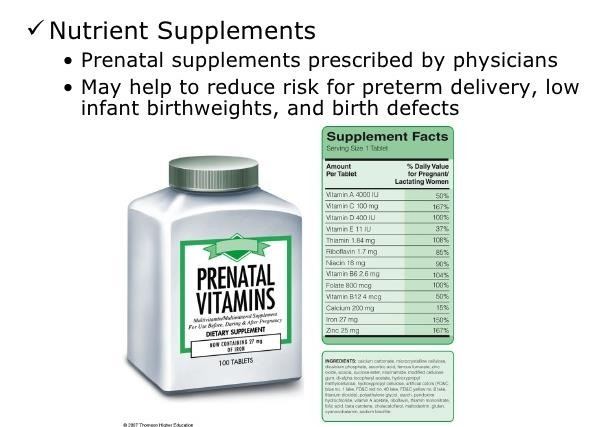 ✓ Nutrient Supplements
• Prenatal supplements prescribed by physicians
• May help to reduce risk for preterm delivery, low
infant birthweights, and birth defects
PRENATAL
VITAMINS
Multivitamin/Multimineral Supplement
For Use Before, During & After Pregnancy
DIETARY SUPPLEMENT
NOW CONTAINING 27 mg
OF IRON
100 TABLETS
Supplement Facts
Serving Size 1 Tablet
Amount Per Tablet % Daily Value for Pregnant/ Lactating Women
Vitamin A 4000 IU 50%
Vitamin C 100 mg 167%
Vitamin D 400 IU 100%
Vitamin E 11 IU 37%
Thiamin 1.84 mg 108%
Riboflavin 1.7 mg 85%
Niacin 18 mg 90%
Vitamin B6 2.6 mg 104%
Folate 800 mcg 100%
Vitamin B12 4 mcg 50%
Calcium 200 mg 15%
Iron 27 mg 150%
Zinc 25 mg 167%
INGREDIENTS: calcium carbonate, microcrystalline cellulose,
dicalcium phosphate, ascorbic acid, ferrous fumarate, zinc
© 2007 Thomson Higher Education